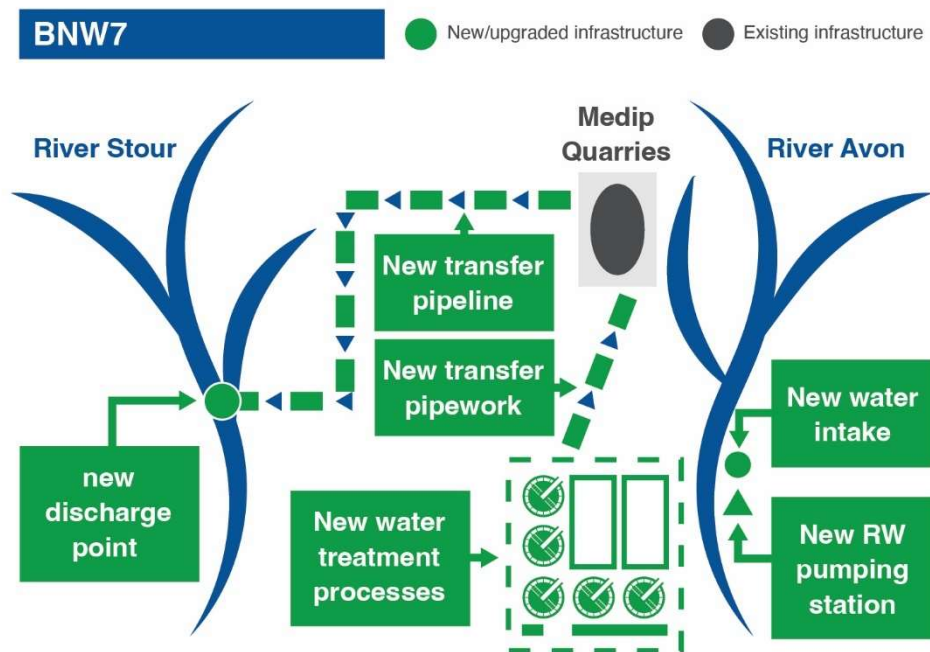 BNW7
New/upgraded infrastructure
Existing infrastructure
River Stour
Medip
Quarries
River Avon
New transfer
pipeline
New transfer
pipework
New water
intake
new
discharge
point
New water
treatment
processes
New RW
pumping
station